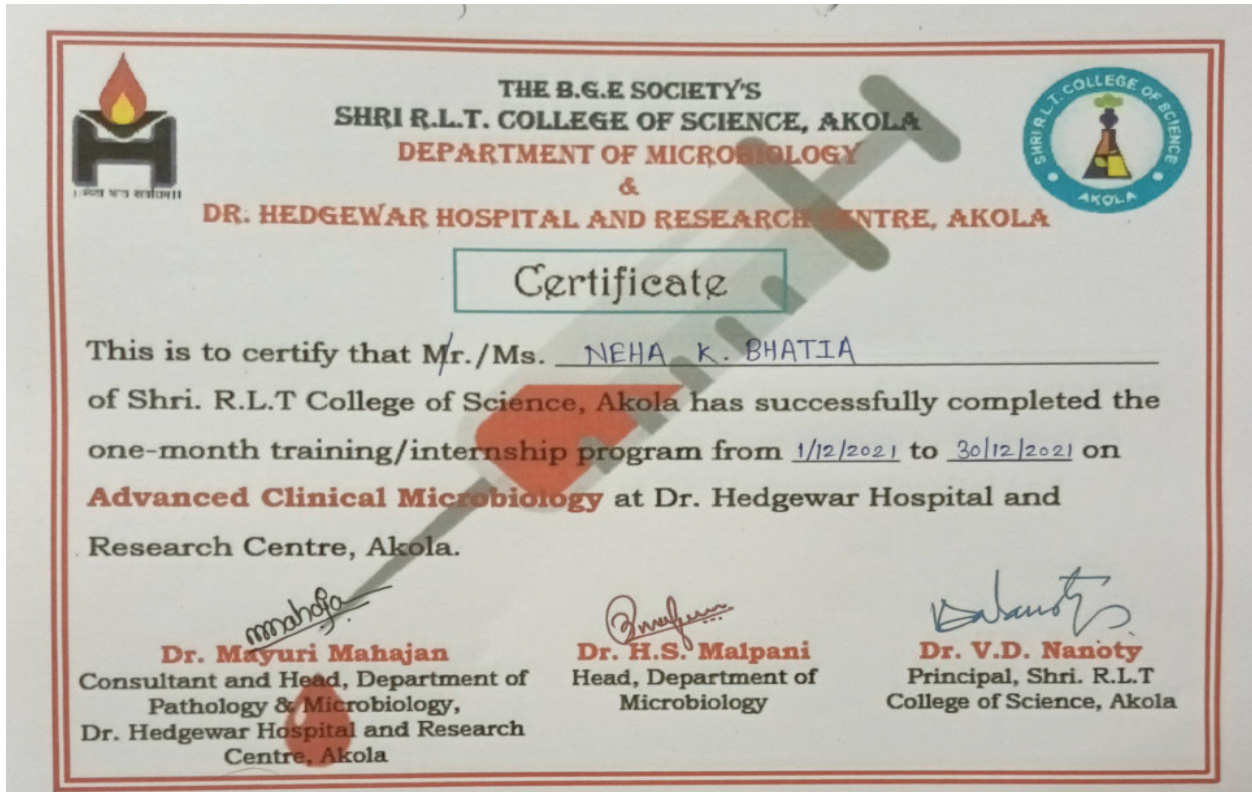 THE B.G.E SOCIETY'S
SHRI R.L.T. COLLEGE OF SCIENCE, AKOLA
DEPARTMENT OF MICROBIOLOGY
&
DR. HEDGEWAR HOSPITAL AND RESEARCH CENTRE, AKOLA
SHRI R.L.T. COLLEGE OF SCIENCE
AKOLA
Certificate
This is to certify that Mr./Ms. NEHA K. BHATIA
of Shri. R.L.T College of Science, Akola has successfully completed the
one-month training/internship program from 1/12/2021 to 30/12/2021 on
Advanced Clinical Microbiology at Dr. Hedgewar Hospital and
Research Centre, Akola.
Dr. Mayuri Mahajan
Consultant and Head, Department of
Pathology & Microbiology,
Dr. Hedgewar Hospital and Research
Centre, Akola
Dr. H.S. Malpani
Head, Department of
Microbiology
Dr. V.D. Nanoty
Principal, Shri. R.L.T
College of Science, Akola